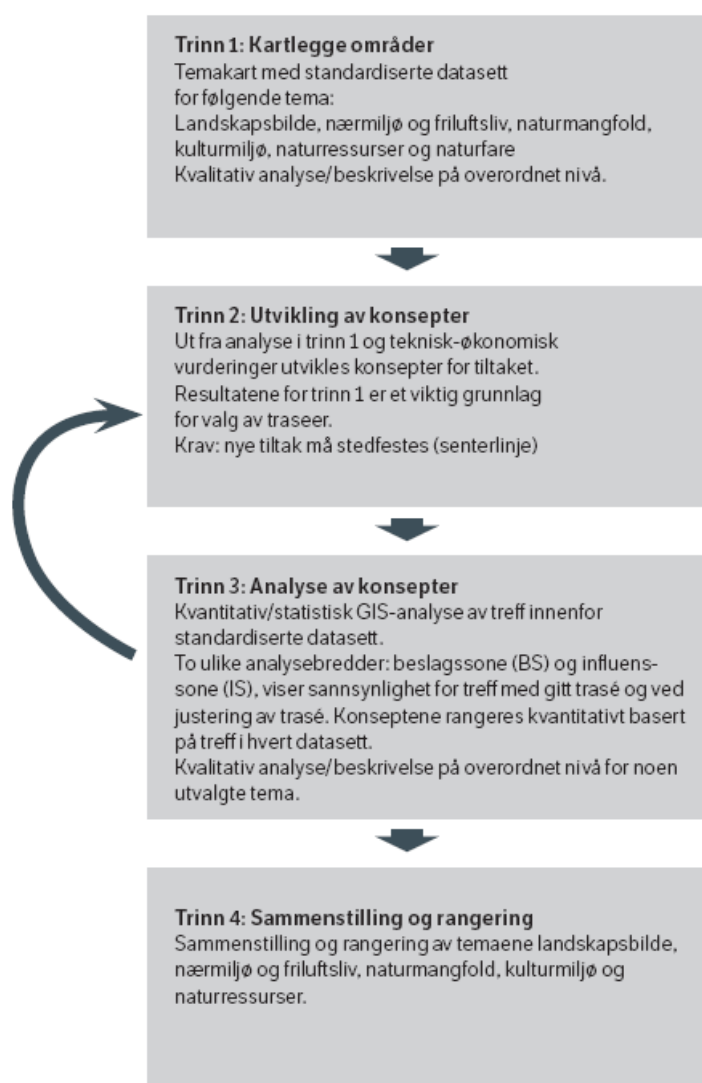 Trinn 1: Kartlegge områder
Temakart med standardiserte datasett
for følgende tema:
Landskapsbilde, nærmiljø og friluftsliv, naturmangfold,
kulturmiljø, naturressurser og naturfare
Kvalitativ analyse/beskrivelse på overordnet nivå.
Trinn 2: Utvikling av konsepter
Ut fra analyse i trinn 1 og teknisk-økonomisk
vurderinger utvikles konsepter for tiltaket.
Resultatene for trinn 1 er et viktig grunnlag
for valg av traseer.
Krav: nye tiltak må stedfestes (senterlinje)
Trinn 3: Analyse av konsepter
Kvantitativ/statistisk GIS-analyse av treff innenfor
standardiserte datasett.
To ulike analysebredder: beslagssone (BS) og influens-
sone (IS), viser sannsynlighet for treff med gitt trasé og ved
justering av trasé. Konseptene rangeres kvantitativt basert
på treff i hvert datasett.
Kvalitativ analyse/beskrivelse på overordnet nivå for noen
utvalgte tema.
Trinn 4: Sammenstilling og rangering
Sammenstilling og rangering av temaene landskapsbilde,
nærmiljø og friluftsliv, naturmangfold, kulturmiljø og
naturressurser.